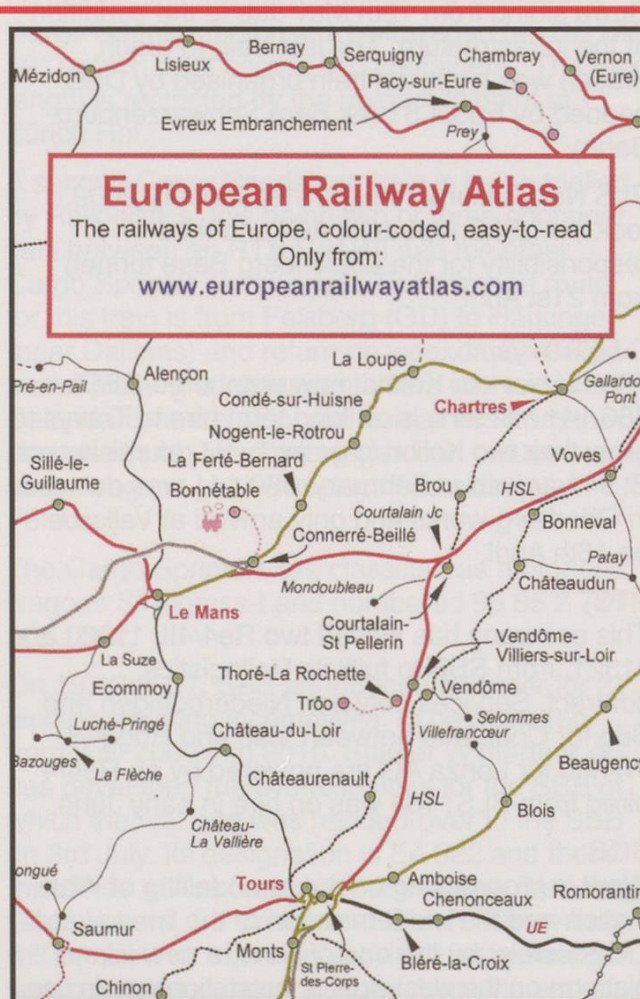 Mézidon
Lisieux
Bernay
Serquigny
Chambray
Vernon
(Eure)
Pacy-sur-Eure
Evreux Embranchement
Prey
European Railway Atlas
The railways of Europe, colour-coded, easy-to-read
Only from:
www.europeanrailwayatlas.com
Pré-en-Pail
Alençon
La Loupe
Gallardon
Pont
Condé-sur-Huisne
Chartres
Nogent-le-Rotrou
La Ferté-Bernard
Voves
Sillé-le-
Guillaume
Bonnétable
Brou
HSL
Courtalain Jc
Bonneval
Connerré-Beillé
Patay
Mondoubleau
Châteaudun
Le Mans
Courtalain-
St Pellerin
Vendôme-
Villiers-sur-Loir
La Suze
Thoré-La Rochette
Ecommoy
Trôo
Vendôme
Selommes
Luché-Pringé
Château-du-Loir
Villefrancœur
Bazouges
La Flèche
Châteaurenault
Beaugency
HSL
Blois
Château-
La Vallière
Tours
Amboise
Chenonceaux
Romorantin
Saumur
UE
Monts
St Pierre-
des-Corps
Bléré-la-Croix
Chinon